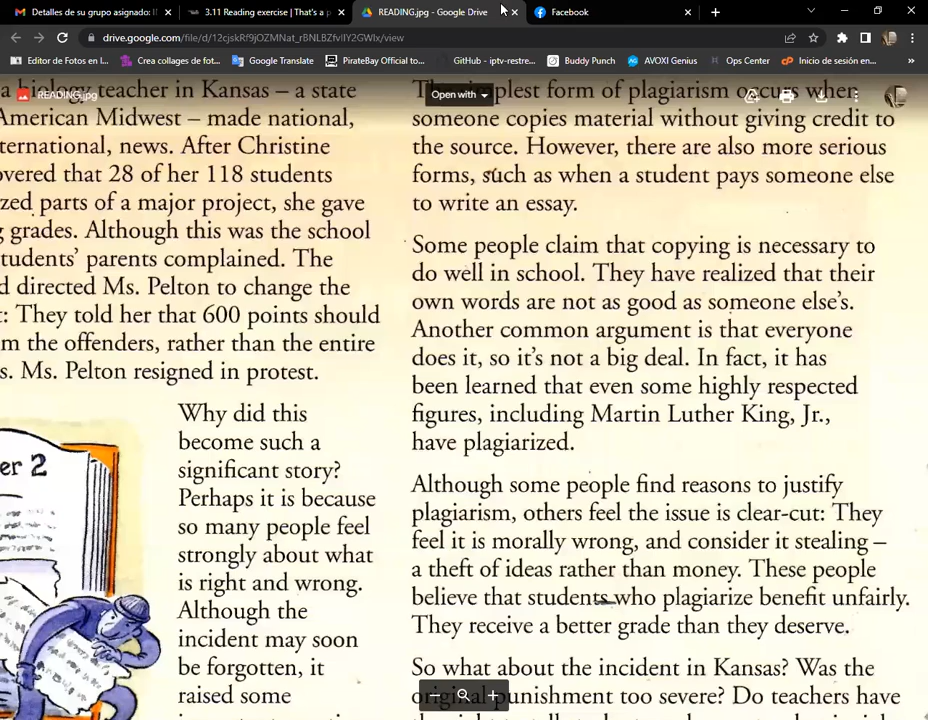 Detalles de su grupo asignado: I
3.11 Reading exercise | That's a p
READING.jpg - Google Drive
Facebook
drive.google.com/file/d/12cjskRf9jOZMNat_rBNLBZfvIlY2GWlx/view
Editor de Fotos en l...
Crea collages de fot...
Google Translate
PirateBay Official to...
GitHub - iptv-restre...
Buddy Punch
AVOXI Genius
Ops Center
Inicio de sesión en...
READING.jpg
Open with
teacher in Kansas – a state
American Midwest – made national,
ternational, news. After Christine
overed that 28 of her 118 students
zed parts of a major project, she gave
g grades. Although this was the school
tudents' parents complained. The
d directed Ms. Pelton to change the
t: They told her that 600 points should
m the offenders, rather than the entire
s. Ms. Pelton resigned in protest.
er 2
Why did this
become such a
significant story?
Perhaps it is because
so many people feel
strongly about what
is right and wrong.
Although the
incident may soon
be forgotten, it
raised some
plest form of plagiarism occurs when
someone copies material without giving credit to
the source. However, there are also more serious
forms, such as when a student pays someone else
to write an essay.
Some people claim that copying is necessary to
do well in school. They have realized that their
own words are not as good as someone else's.
Another common argument is that everyone
does it, so it's not a big deal. In fact, it has
been learned that even some highly respected
figures, including Martin Luther King, Jr.,
have plagiarized.
Although some people find reasons to justify
plagiarism, others feel the issue is clear-cut: They
feel it is morally wrong, and consider it stealing –
a theft of ideas rather than money. These people
believe that students who plagiarize benefit unfairly.
They receive a better grade than they deserve.
So what about the incident in Kansas? Was the
original punishment too severe? Do teachers have